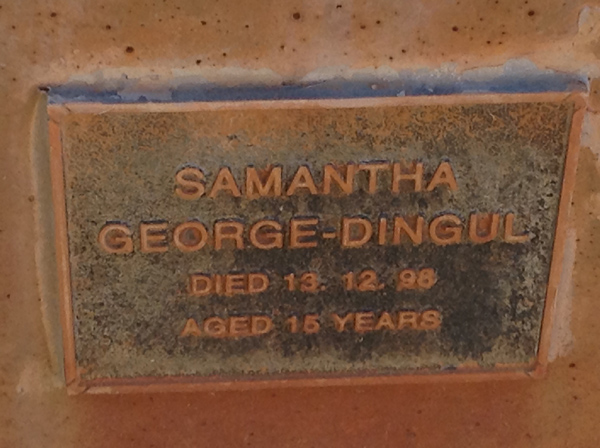 SAMANTHA
GEORGE-DINGUL
DIED 13. 12. 98
AGED 15 YEARS